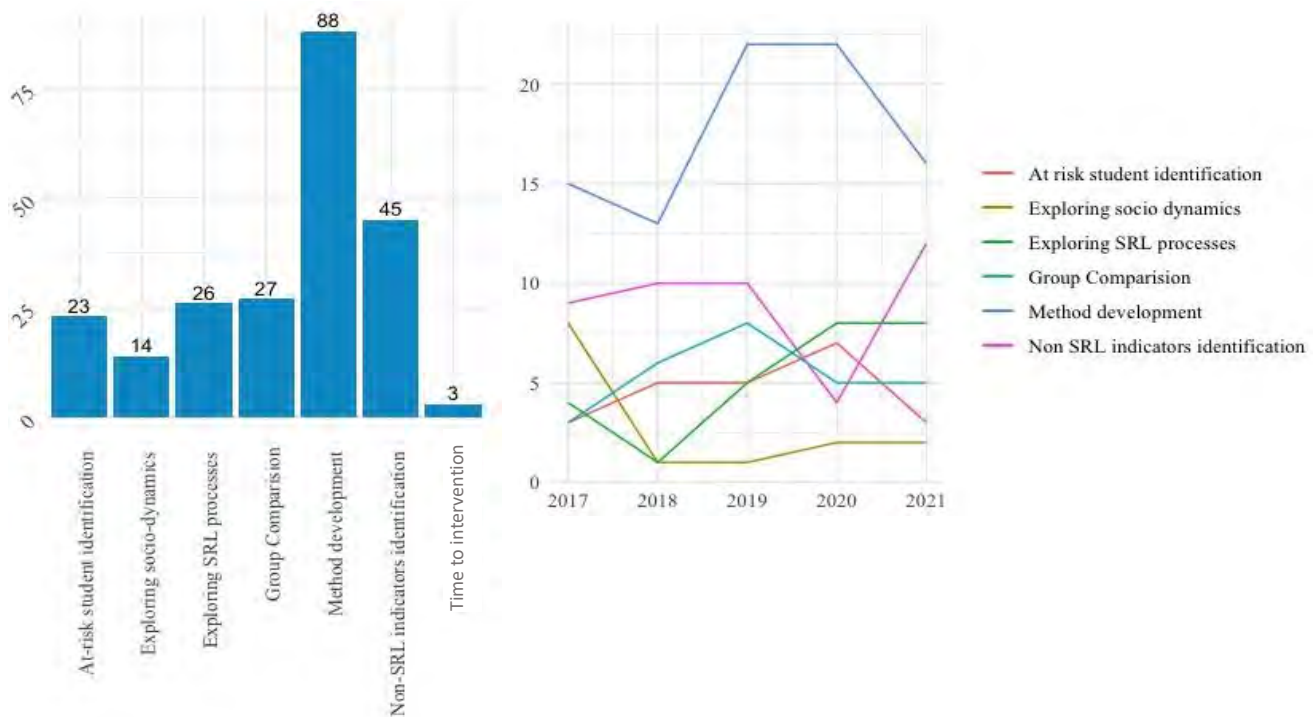 88
75
50
45
25
23
14
26
27
3
0
At-risk student identification
Exploring socio-dynamics
Exploring SRL processes
Group Comparision
Method development
Non-SRL indicators identification
Time to intervention
20
15
10
5
0
2017 2018 2019 2020 2021
At risk student identification
Exploring socio dynamics
Exploring SRL processes
Group Comparision
Method development
Non SRL indicators identification